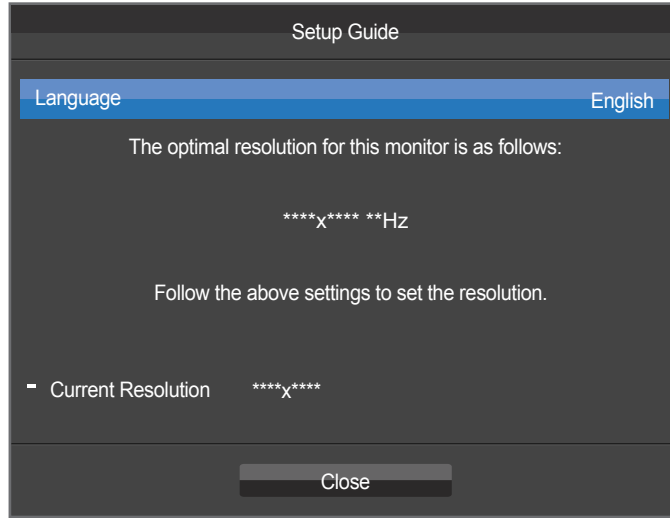 Setup Guide
Language English
The optimal resolution for this monitor is as follows:
****x**** **Hz
Follow the above settings to set the resolution.
- Current Resolution ****x****
Close